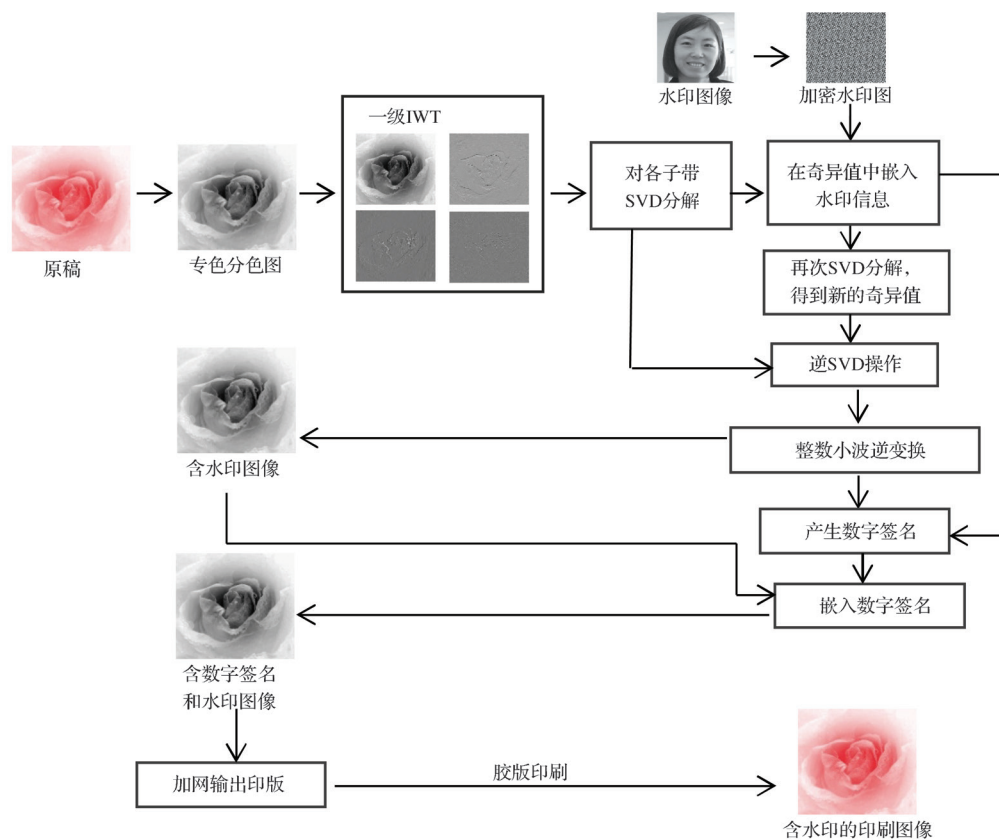 水印图像
加密水印图
一级IWT
对各子带
SVD分解
在奇异值中嵌入
水印信息
原稿
专色分色图
再次SVD分解，
得到新的奇异值
逆SVD操作
含水印图像
整数小波逆变换
产生数字签名
嵌入数字签名
含数字签名
和水印图像
加网输出印版
胶版印刷
含水印的印刷图像